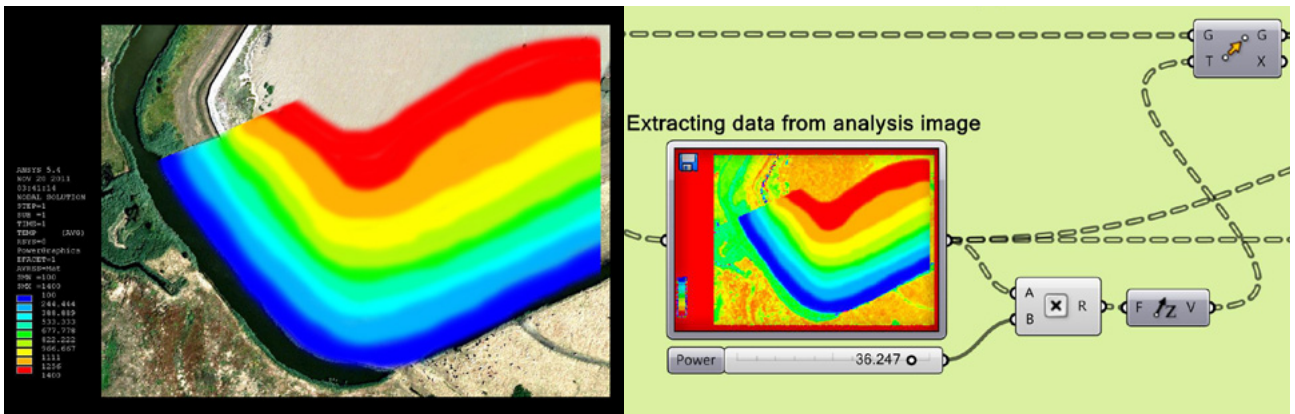 ANSYS 5.4
NOV 20 2011
03:41:14
NODAL SOLUTION
STEP=1
SUB =1
TIME=1
TEMP (AVG)
RSYS=0
PowerGraphics
EFACET=1
AVRES=Mat
SMN =100
SMX =1400
100
244.444
388.889
533.333
677.778
822.222
966.667
1111
1256
1400
G G
T X
Extracting data from analysis image
A
B R
F Z V
Power 36.247